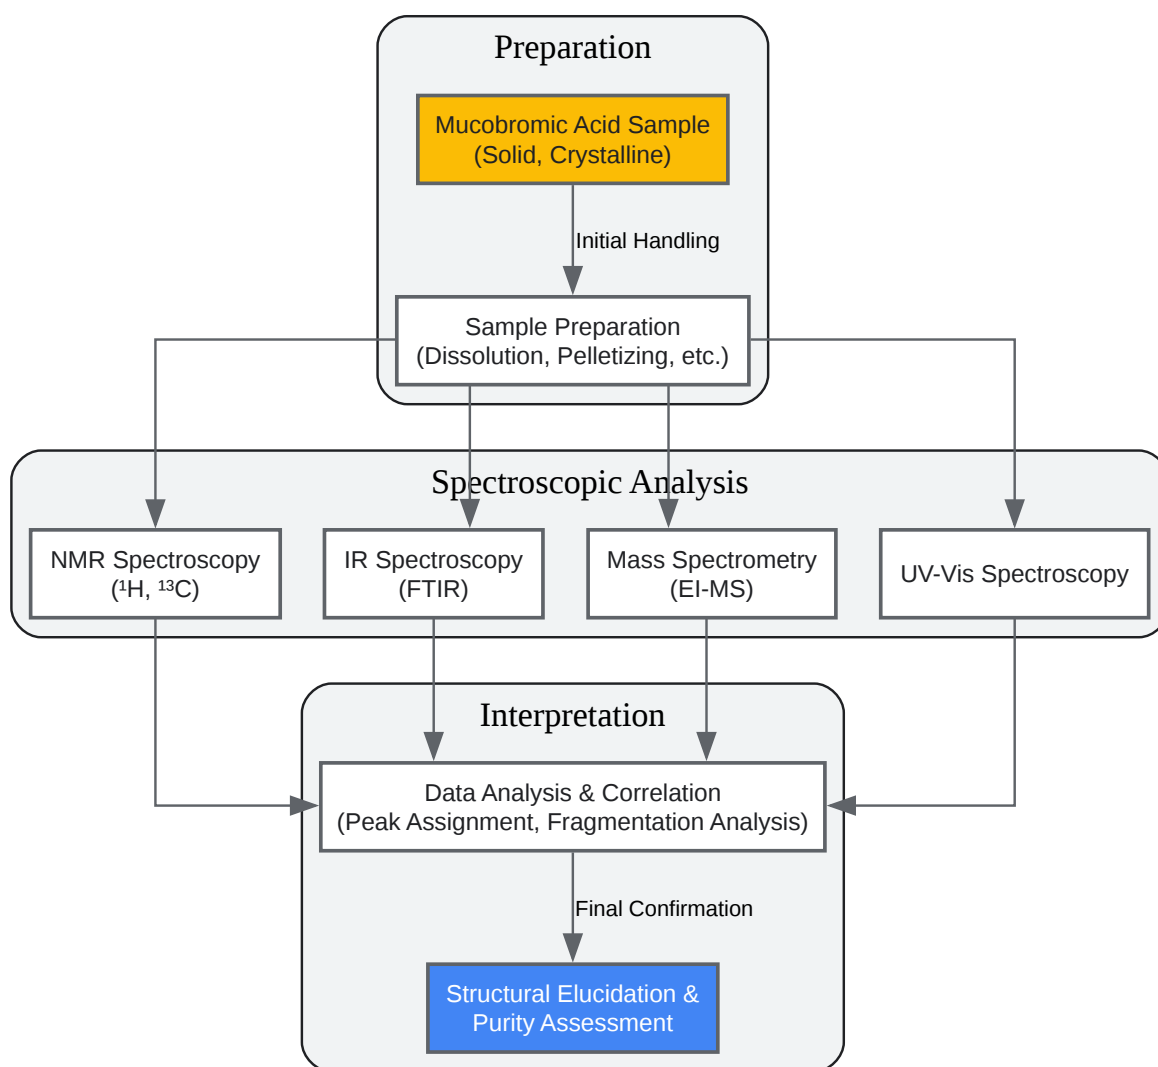 Preparation
Mucobromic Acid Sample
(Solid, Crystalline)
Initial Handling
Sample Preparation
(Dissolution, Pelletizing, etc.)
Spectroscopic Analysis
NMR Spectroscopy
(¹H, ¹³C)
IR Spectroscopy
(FTIR)
Mass Spectrometry
(EI-MS)
UV-Vis Spectroscopy
Interpretation
Data Analysis & Correlation
(Peak Assignment, Fragmentation Analysis)
Final Confirmation
Structural Elucidation &
Purity Assessment